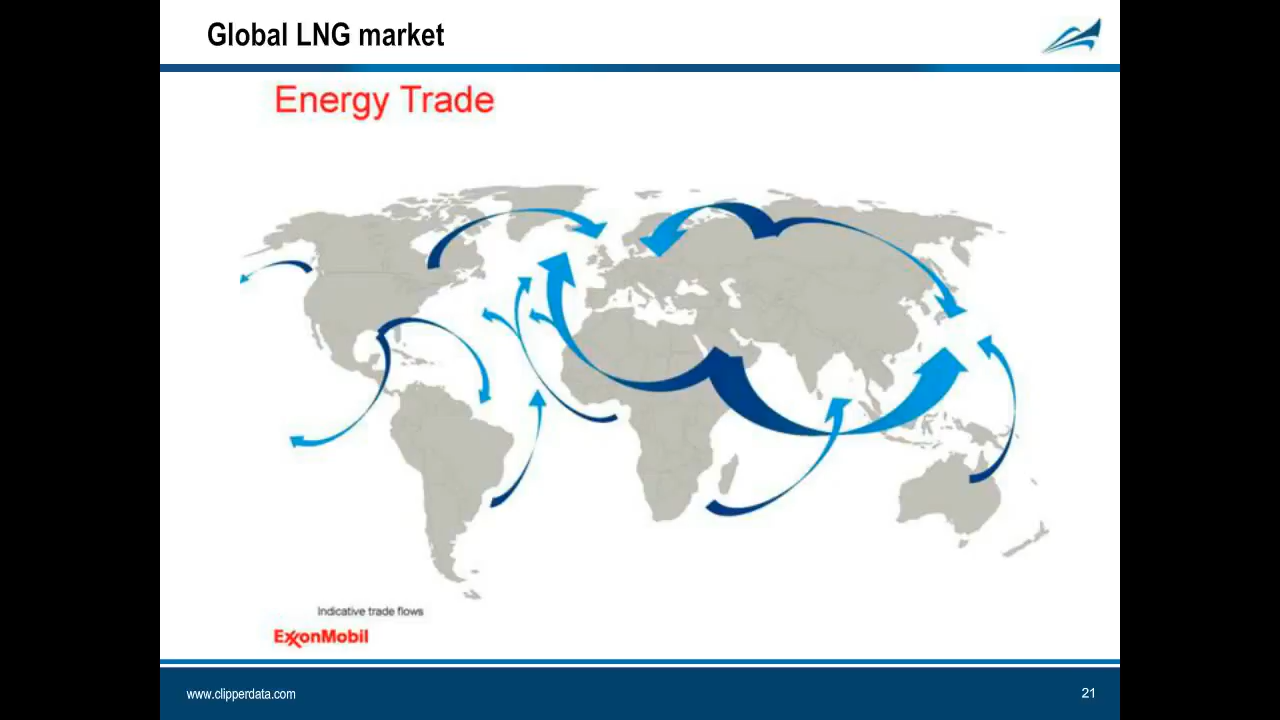 Global LNG market
Energy Trade
Indicative trade flows
ExxonMobil
www.clipperdata.com
21